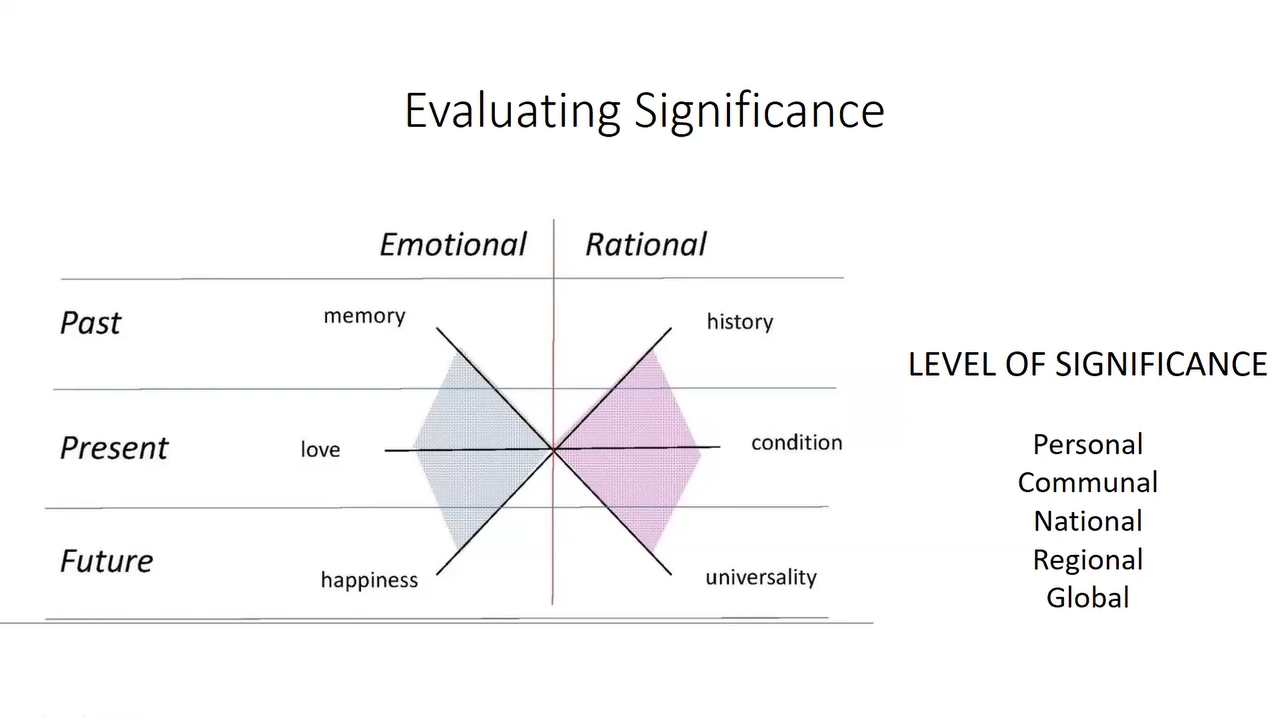 Evaluating Significance
Emotional Rational
Past memory history
Present love condition
Future happiness universality
LEVEL OF SIGNIFICANCE
Personal
Communal
National
Regional
Global